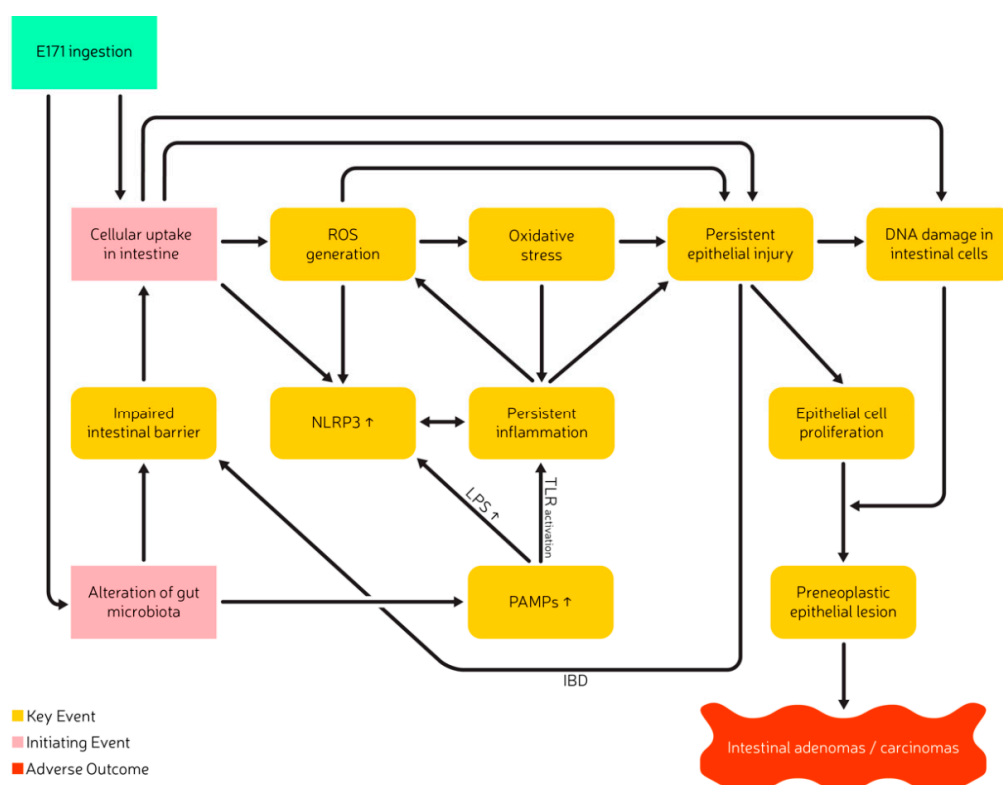 E171 ingestion
Cellular uptake
in intestine
ROS
generation
Oxidative
stress
Persistent
epithelial injury
DNA damage in
intestinal cells
Impaired
intestinal barrier
NLRP3 ↑
Persistent
inflammation
Epithelial cell
proliferation
LPS ↑
TLR activation
Alteration of gut
microbiota
PAMPs ↑
Preneoplastic
epithelial lesion
IBD
Key Event
Initiating Event
Adverse Outcome
Intestinal adenomas / carcinomas